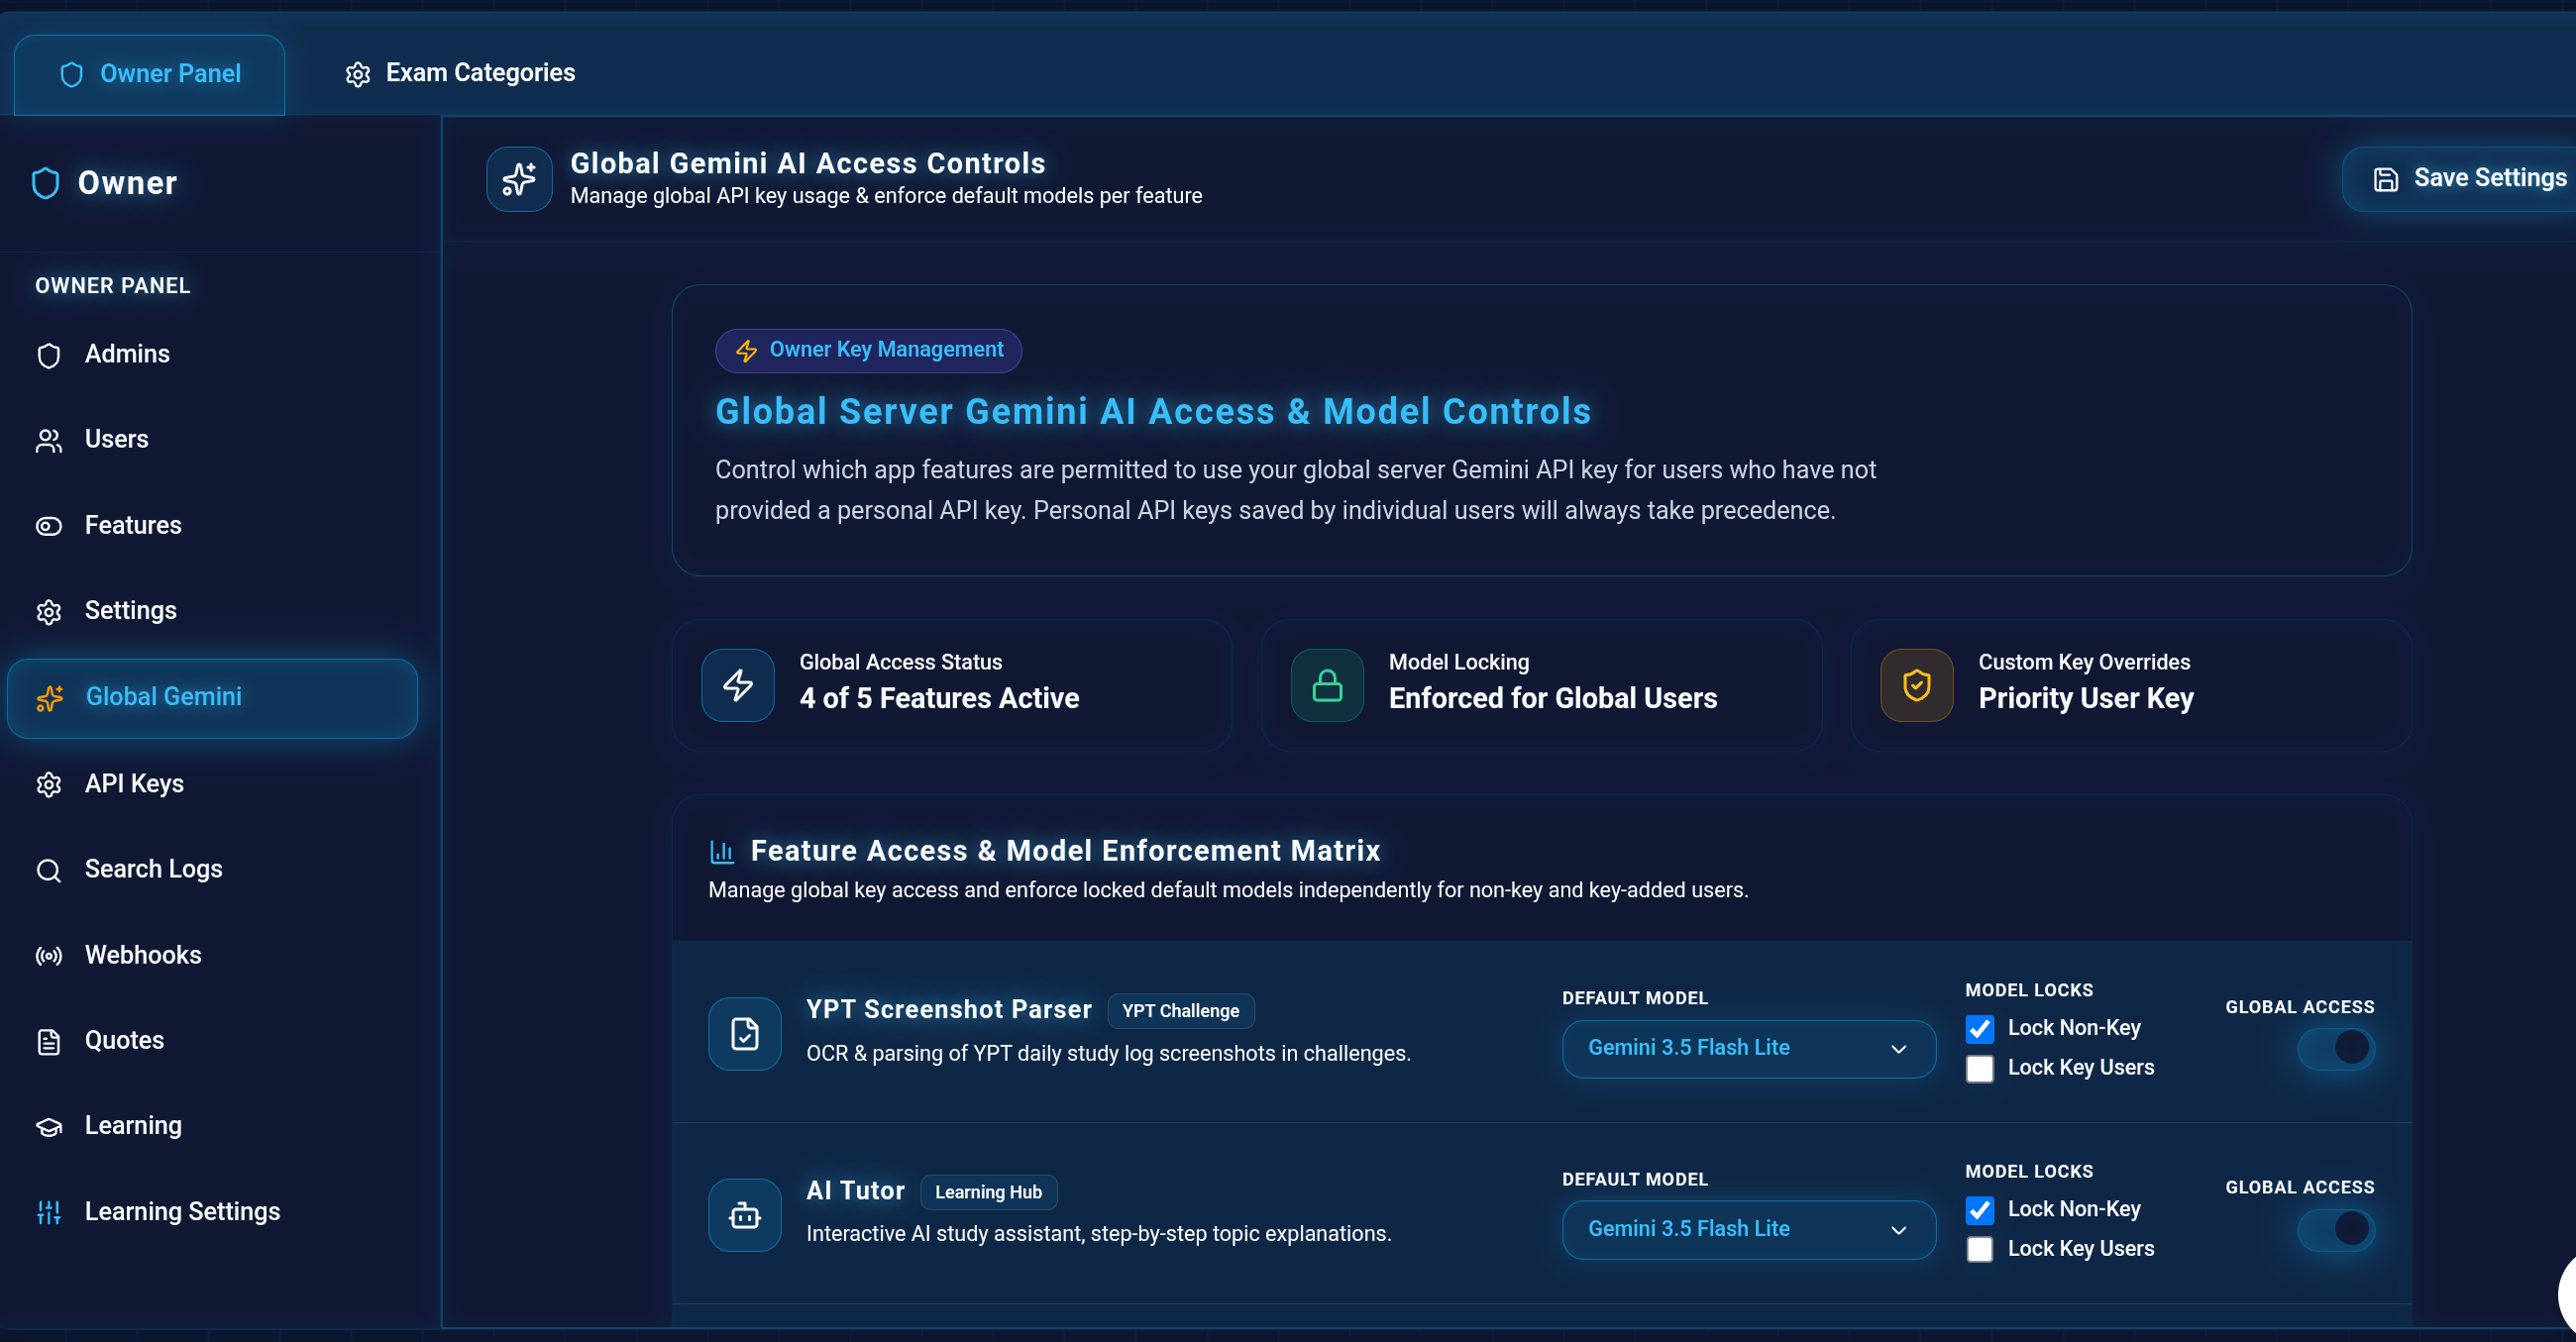 Owner Panel
Exam Categories
Owner
OWNER PANEL
Admins
Users
Features
Settings
Global Gemini
API Keys
Search Logs
Webhooks
Quotes
Learning
Learning Settings
Global Gemini AI Access Controls
Manage global API key usage & enforce default models per feature
Save Settings
Owner Key Management
Global Server Gemini AI Access & Model Controls
Control which app features are permitted to use your global server Gemini API key for users who have not
provided a personal API key. Personal API keys saved by individual users will always take precedence.
Global Access Status
4 of 5 Features Active
Model Locking
Enforced for Global Users
Custom Key Overrides
Priority User Key
Feature Access & Model Enforcement Matrix
Manage global key access and enforce locked default models independently for non-key and key-added users.
YPT Screenshot Parser YPT Challenge
OCR & parsing of YPT daily study log screenshots in challenges.
DEFAULT MODEL
Gemini 3.5 Flash Lite
MODEL LOCKS
Lock Non-Key
Lock Key Users
GLOBAL ACCESS
AI Tutor Learning Hub
Interactive AI study assistant, step-by-step topic explanations.
DEFAULT MODEL
Gemini 3.5 Flash Lite
MODEL LOCKS
Lock Non-Key
Lock Key Users
GLOBAL ACCESS